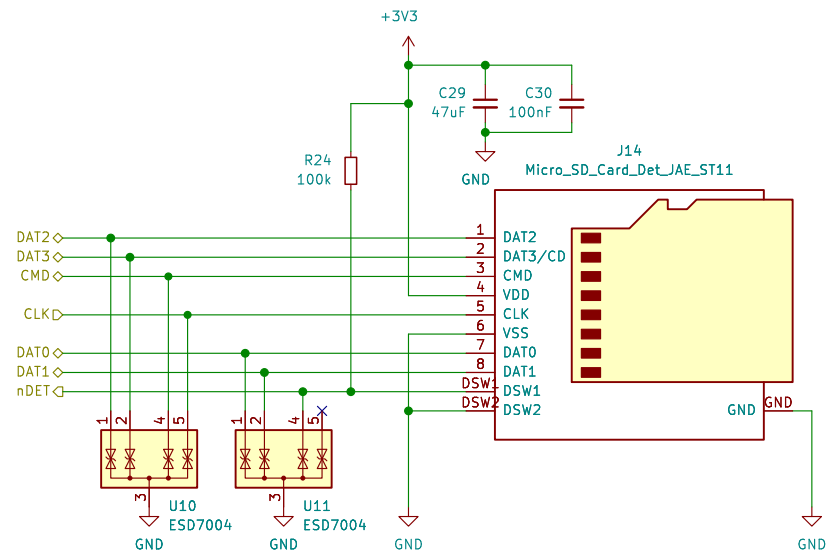 +3V3
C29
47uF
C30
100nF
R24
100k
GND
J14
Micro_SD_Card_Det_JAE_ST11
DAT2
DAT3
CMD
CLK
DAT0
DAT1
nDET
1
2
3
4
5
6
7
8
DSW1
DSW2
DAT2
DAT3/CD
CMD
VDD
CLK
VSS
DAT0
DAT1
DSW1
DSW2
GND
GND
1
2
4
5
3
U10
ESD7004
GND
1
2
4
5
3
U11
ESD7004
GND
GND
GND